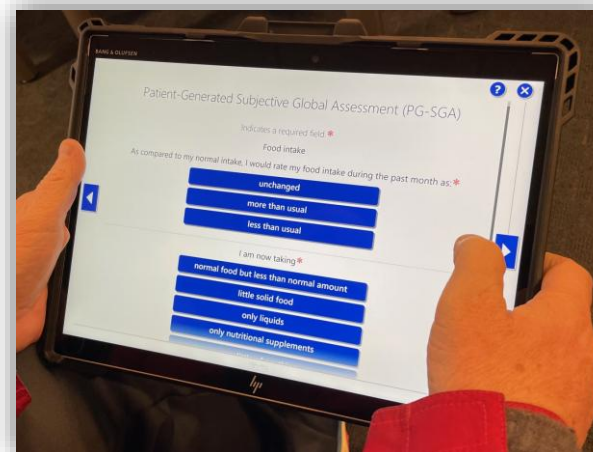 BANG & OLUFSEN
? ×
Patient-Generated Subjective Global Assessment (PG-SGA)
Indicates a required field *
Food intake
As compared to my normal intake, I would rate my food intake during the past month as: *
unchanged
more than usual
less than usual
I am now taking *
normal food but less than normal amount
little solid food
only liquids
only nutritional supplements
hp